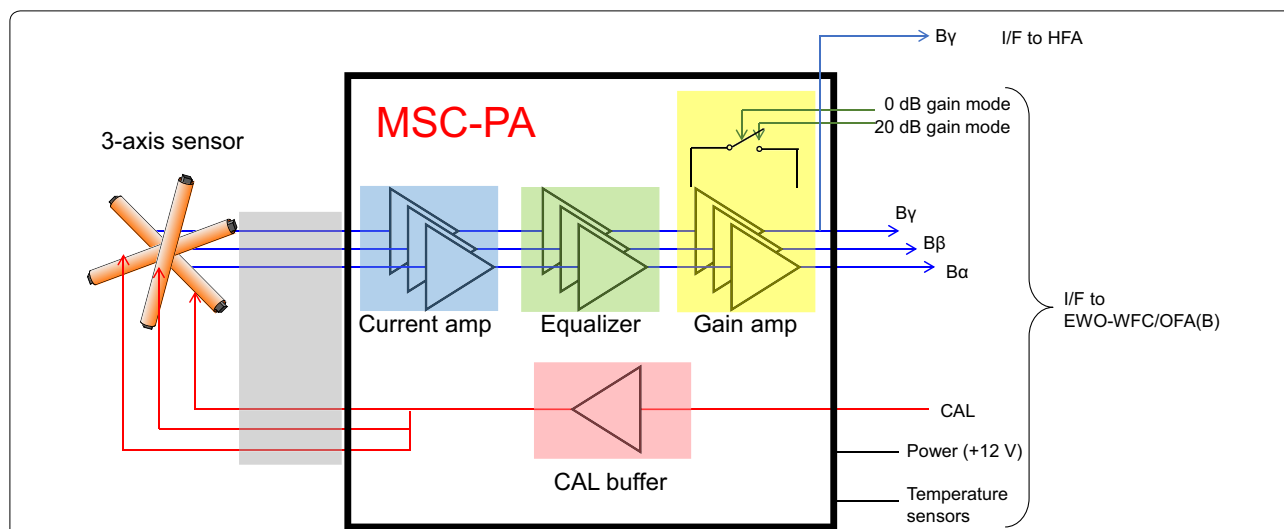 Bγ
I/F to HFA
0 dB gain mode
20 dB gain mode
MSC-PA
3-axis sensor
Bγ
Bβ
Bα
I/F to
EWO-WFC/OFA(B)
Current amp
Equalizer
Gain amp
CAL
Power (+12 V)
CAL buffer
Temperature
sensors